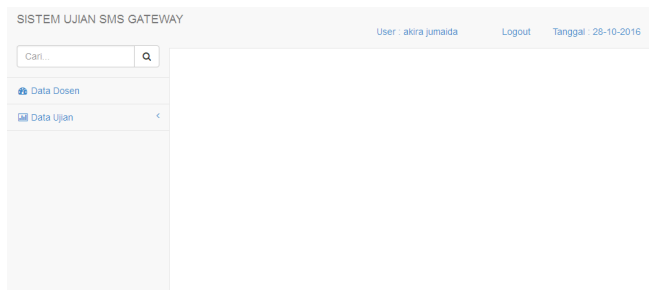 SISTEM UJIAN SMS GATEWAY
User : akira jumaida Logout Tanggal : 28-10-2016
Cari...
Data Dosen
Data Ujian